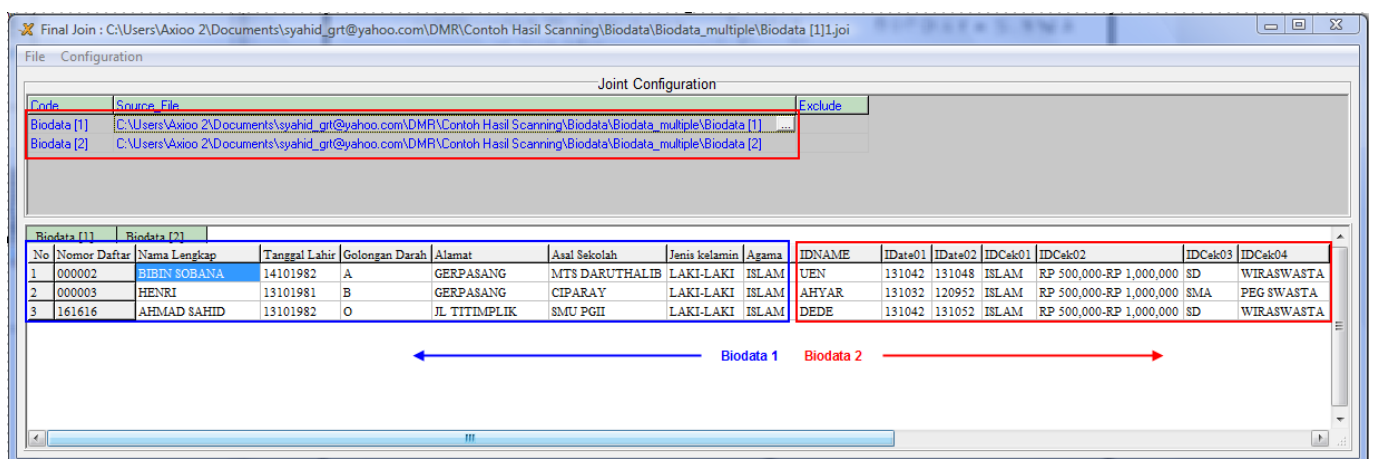 Final Join : C:\Users\Axioo 2\Documents\syahid_grt@yahoo.com\DMR\Contoh Hasil Scanning\Biodata\Biodata_multiple\Biodata [1]1.joi
File Configuration
Joint Configuration
Code Source_File Exclude
Biodata [1] C:\Users\Axioo 2\Documents\syahid_grt@yahoo.com\DMR\Contoh Hasil Scanning\Biodata\Biodata_multiple\Biodata [1] ...
Biodata [2] C:\Users\Axioo 2\Documents\syahid_grt@yahoo.com\DMR\Contoh Hasil Scanning\Biodata\Biodata_multiple\Biodata [2]
Biodata [1] Biodata [2]
No Nomor Daftar Nama Lengkap Tanggal Lahir Golongan Darah Alamat Asal Sekolah Jenis kelamin Agama IDNAME IDate01 IDate02 IDCek01 IDCek02 IDCek03 IDCek04
1 000002 BIBIN SOBANA 14101982 A GERPASANG MTS DARUTHALIB LAKI-LAKI ISLAM UEN 131042 131048 ISLAM RP 500,000-RP 1,000,000 SD WIRASWASTA
2 000003 HENRI 13101981 B GERPASANG CIPARAY LAKI-LAKI ISLAM AHYAR 131032 120952 ISLAM RP 500,000-RP 1,000,000 SMA PEG SWASTA
3 161616 AHMAD SAHID 13101982 O JL TITIMPLIK SMU PGII LAKI-LAKI ISLAM DEDE 131042 131052 ISLAM RP 500,000-RP 1,000,000 SD WIRASWASTA
Biodata 1 Biodata 2